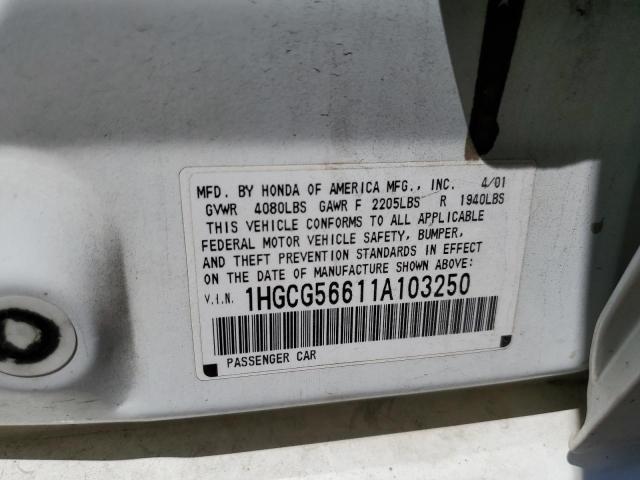 MFD. BY HONDA OF AMERICA MFG., INC. 4/01
GVWR 4080LBS GAWR F 2205LBS R 1940LBS
THIS VEHICLE CONFORMS TO ALL APPLICABLE
FEDERAL MOTOR VEHICLE SAFETY, BUMPER,
AND THEFT PREVENTION STANDARDS IN EFFECT
ON THE DATE OF MANUFACTURE SHOWN ABOVE:
V.I.N. 1HGCG56611A103250
PASSENGER CAR